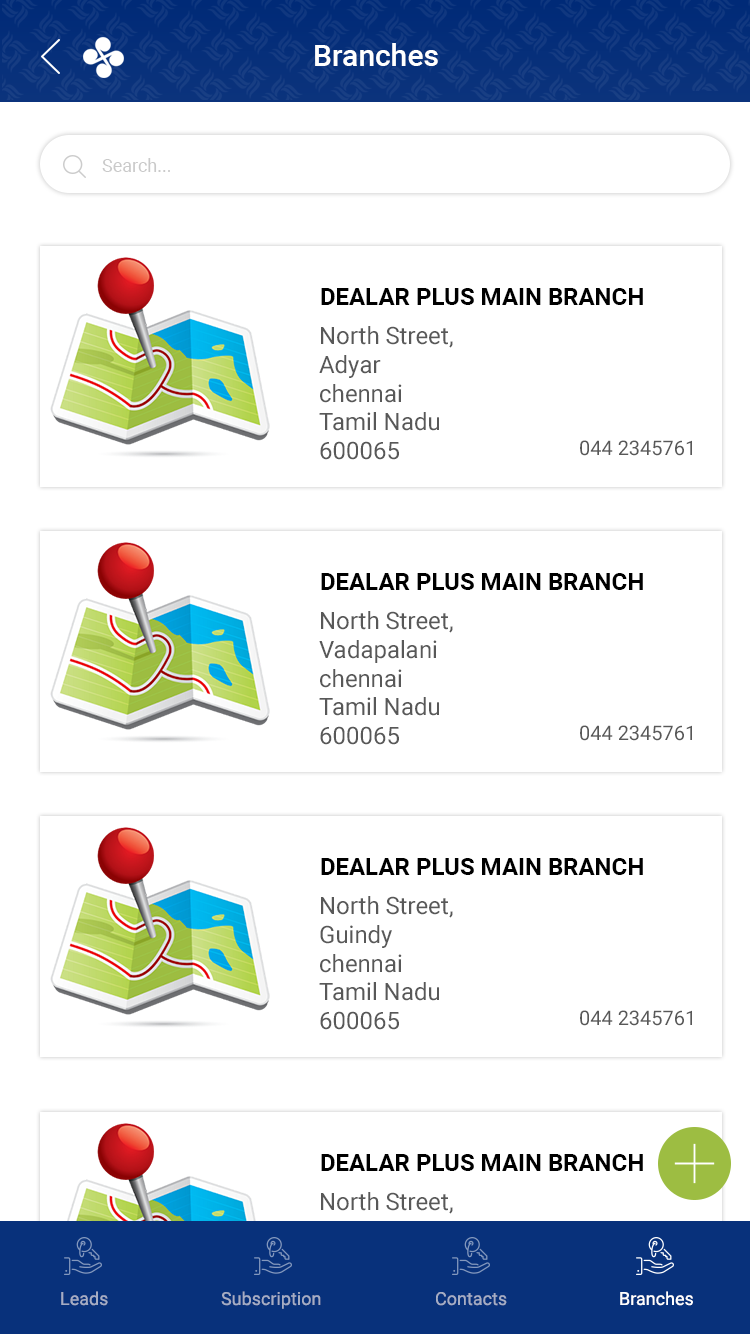 Branches
Search...
DEALAR PLUS MAIN BRANCH
North Street,
Adyar
chennai
Tamil Nadu
600065
044 2345761
DEALAR PLUS MAIN BRANCH
North Street,
Vadapalani
chennai
Tamil Nadu
600065
044 2345761
DEALAR PLUS MAIN BRANCH
North Street,
Guindy
chennai
Tamil Nadu
600065
044 2345761
DEALAR PLUS MAIN BRANCH
North Street,
Leads
Subscription
Contacts
Branches